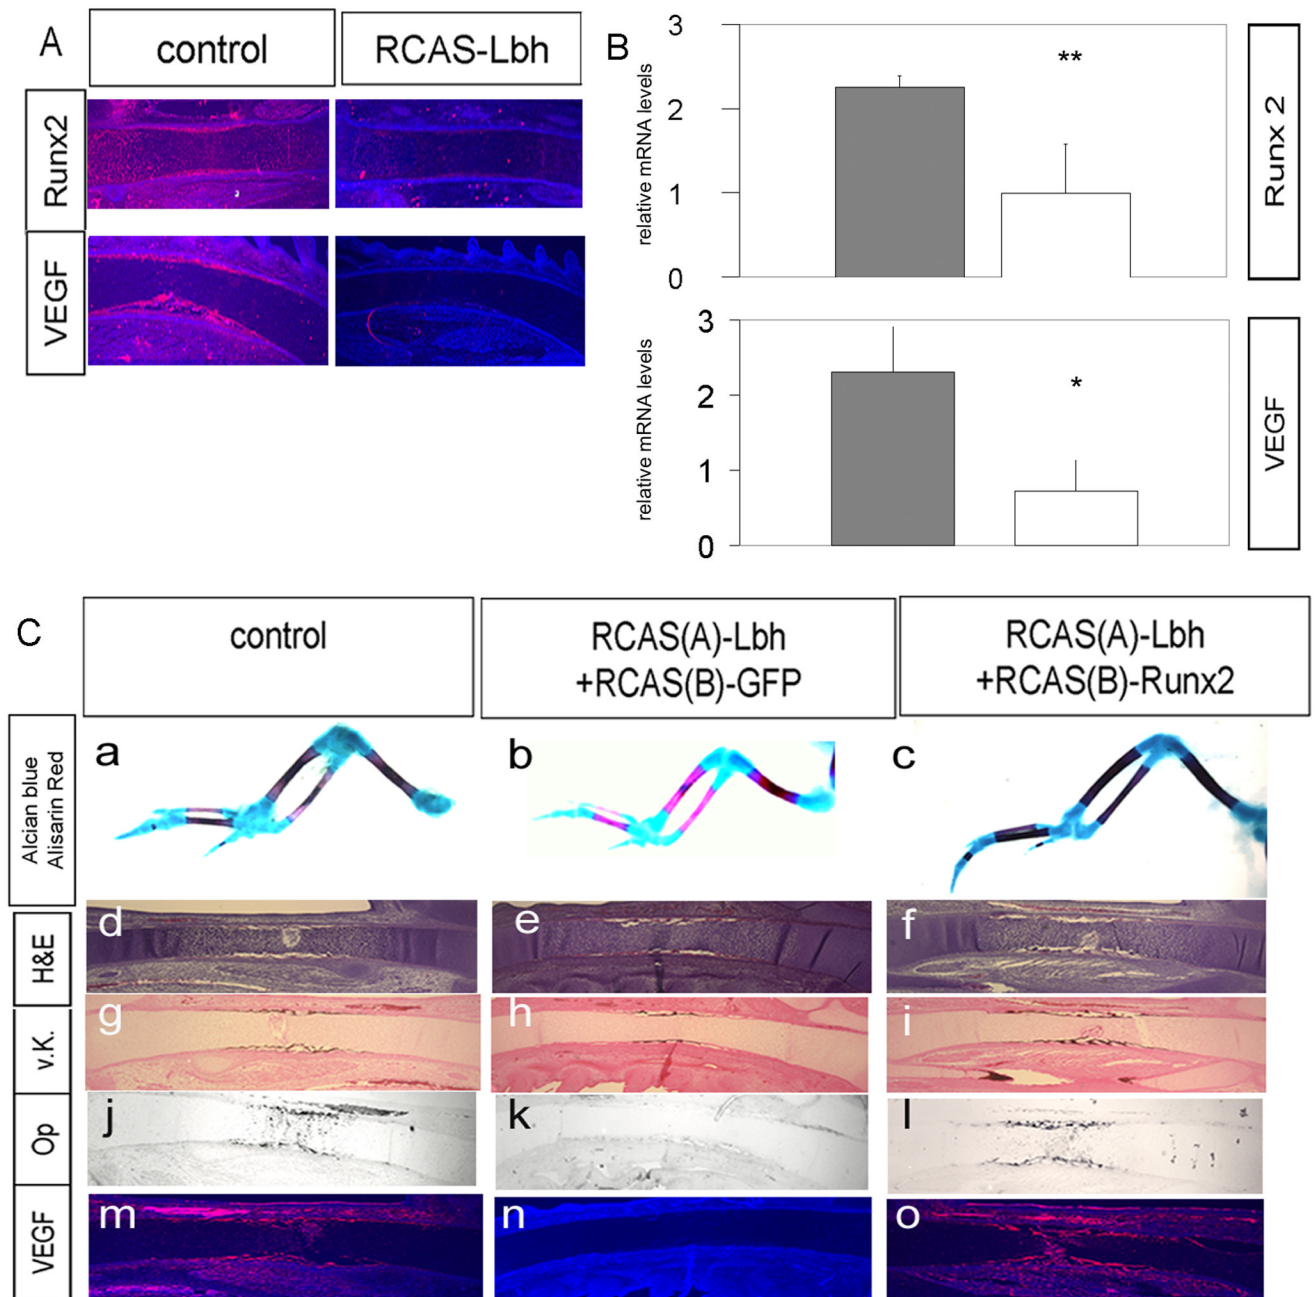 A
control
RCAS-Lbh
Runx2
VEGF
B
relative mRNA levels
3
2
1
0
**
Runx 2
relative mRNA levels
3
2
1
0
*
VEGF
C
control
RCAS(A)-Lbh
+RCAS(B)-GFP
RCAS(A)-Lbh
+RCAS(B)-Runx2
Alcian blue
Alisarin Red
a
b
c
H&E
d
e
f
v.K.
g
h
i
Op
j
k
l
VEGF
m
n
o